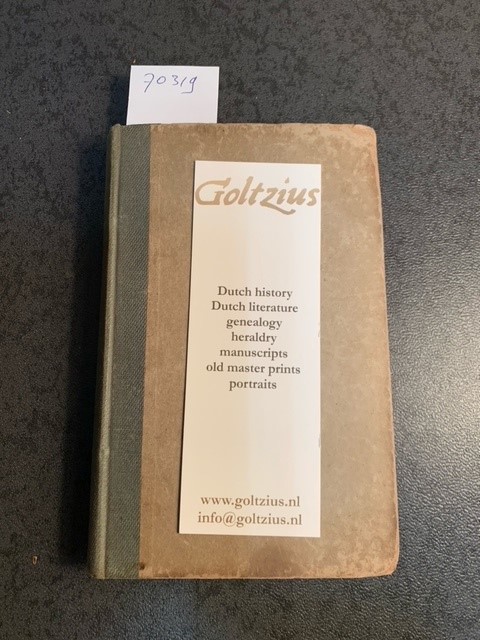 70319
Goltzius
Dutch history
Dutch literature
genealogy
heraldry
manuscripts
old master prints
portraits
www.goltzius.nl
info@goltzius.nl